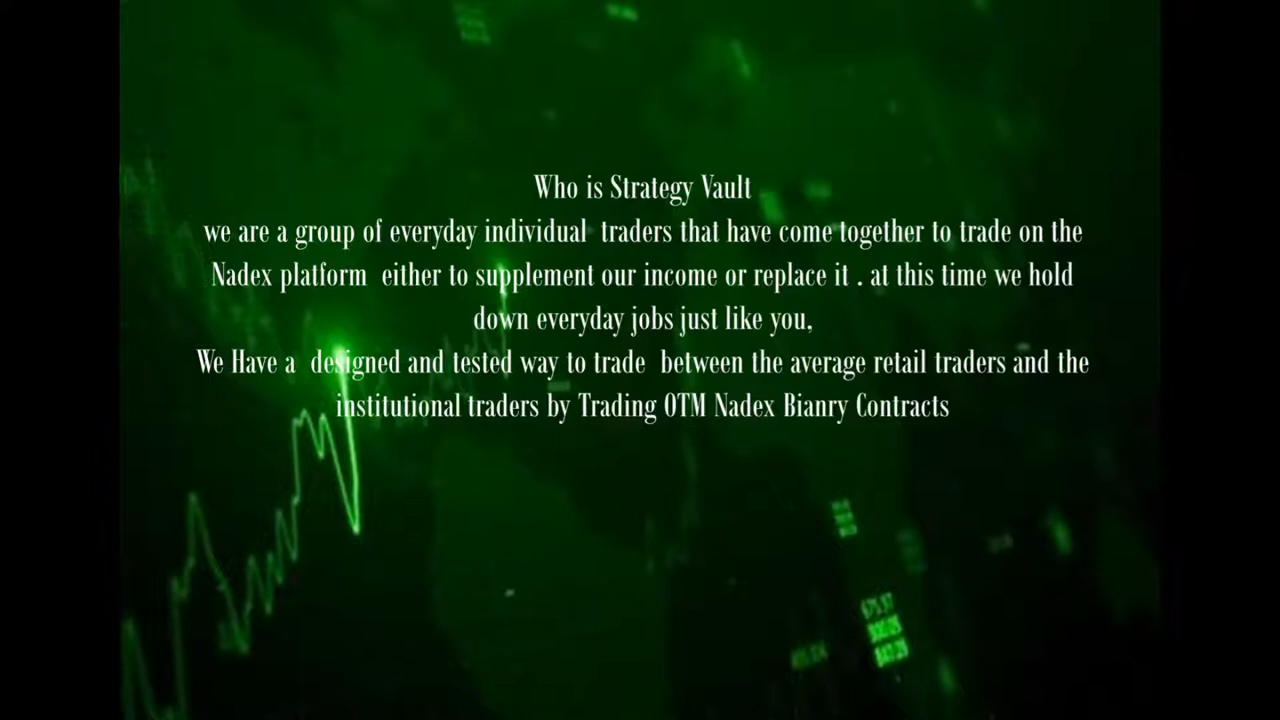 Who is Strategy Vault
we are a group of everyday individual  traders that have come together to trade on the
Nadex platform  either to supplement our income or replace it . at this time we hold
down everyday jobs just like you,
We Have a  designed and tested way to trade  between the average retail traders and the
institutional traders by Trading OTM Nadex Bianry Contracts